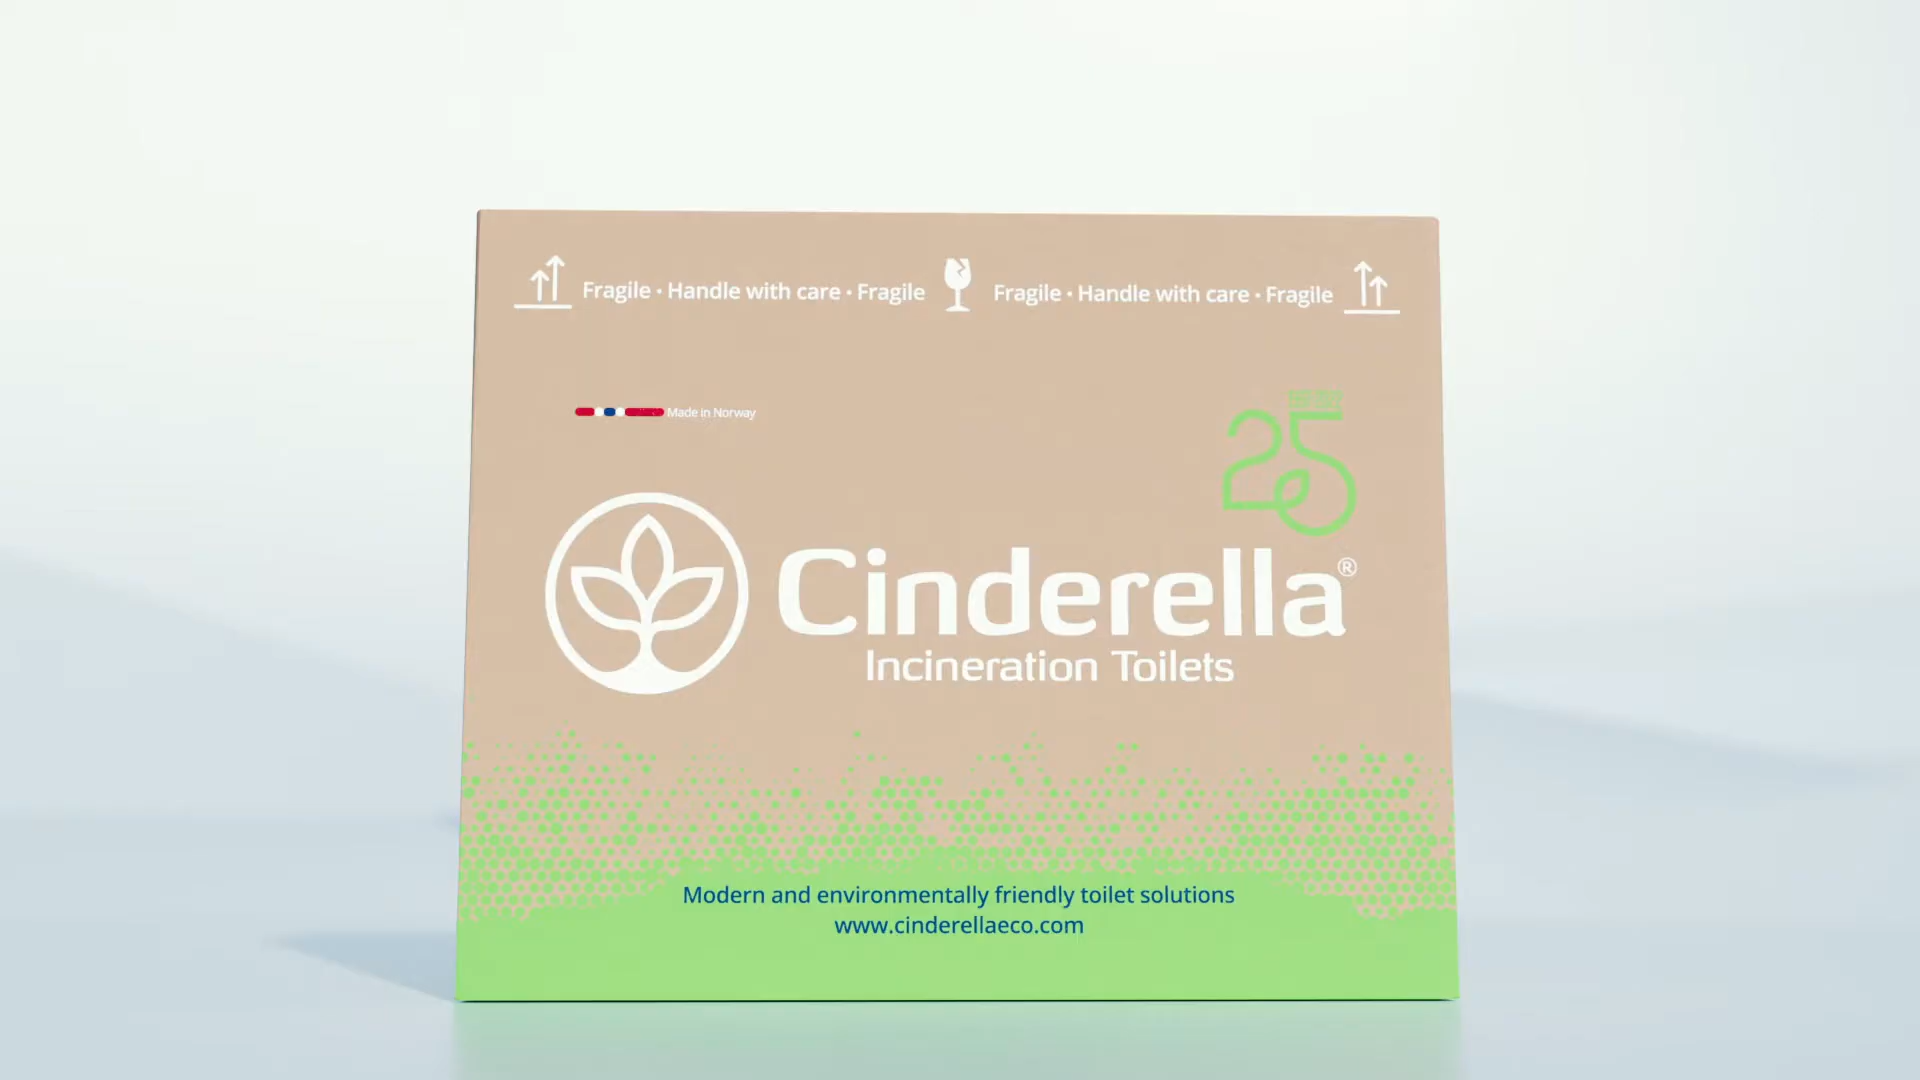 Fragile · Handle with care · Fragile Fragile · Handle with care · Fragile
Made in Norway
25
Cinderella®
Incineration Toilets
Modern and environmentally friendly toilet solutions
www.cinderellaeco.com